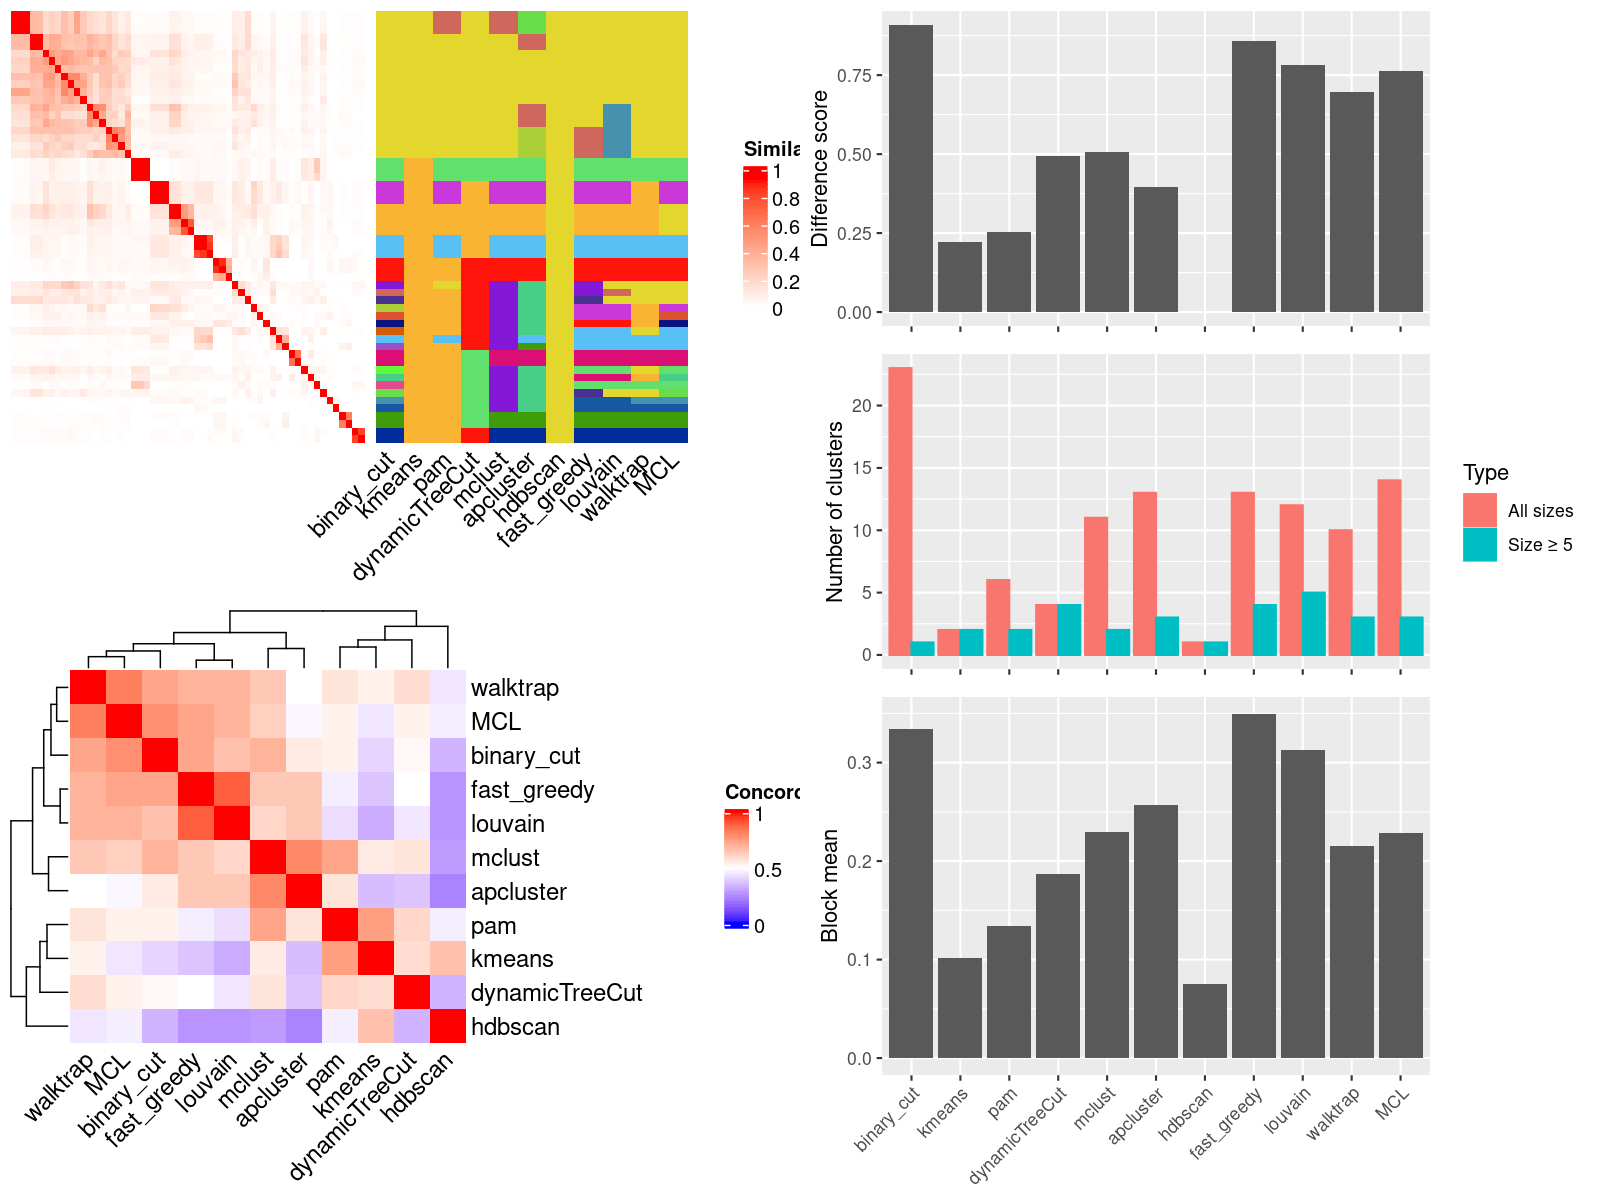 Simila
1
0.8
0.6
0.4
0.2
0
binary_cut
kmeans
pam
dynamicTreeCut
mclust
apcluster
hdbscan
fast_greedy
louvain
walktrap
MCL
walktrap
MCL
binary_cut
fast_greedy
louvain
mclust
apcluster
pam
kmeans
dynamicTreeCut
hdbscan
walktrap
MCL
binary_cut
fast_greedy
louvain
mclust
apcluster
pam
kmeans
dynamicTreeCut
hdbscan
Concord
1
0.5
0
Difference score
0.75
0.50
0.25
0.00
Number of clusters
20
15
10
5
0
Type
All sizes
Size ≥ 5
Block mean
0.3
0.2
0.1
0.0
binary_cut
kmeans
pam
dynamicTreeCut
mclust
apcluster
hdbscan
fast_greedy
louvain
walktrap
MCL